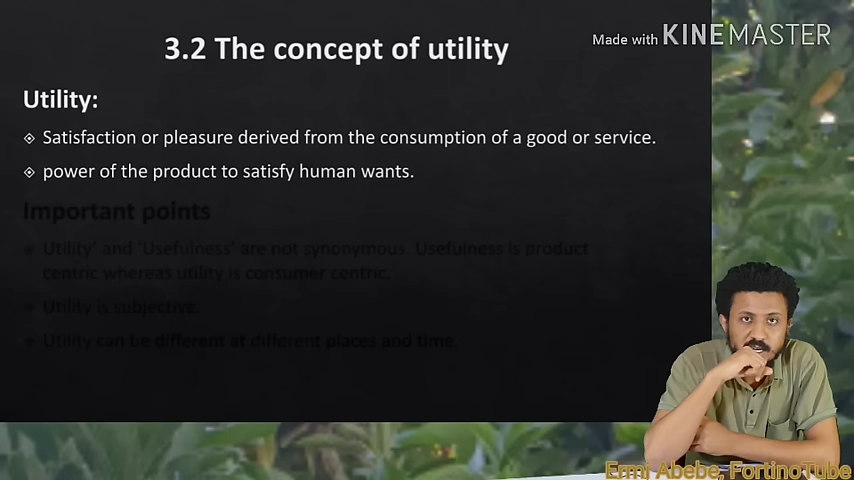 3.2 The concept of utility
Made with KINEMASTER
Utility:
Satisfaction or pleasure derived from the consumption of a good or service.
power of the product to satisfy human wants.
Important points
Utility' and 'Usefulness' are not synonymous. Usefulness is product
centric whereas utility is consumer centric.
Utility is subjective.
Utility can be different at different places and time.
Ermi Abebe, FortinoTube